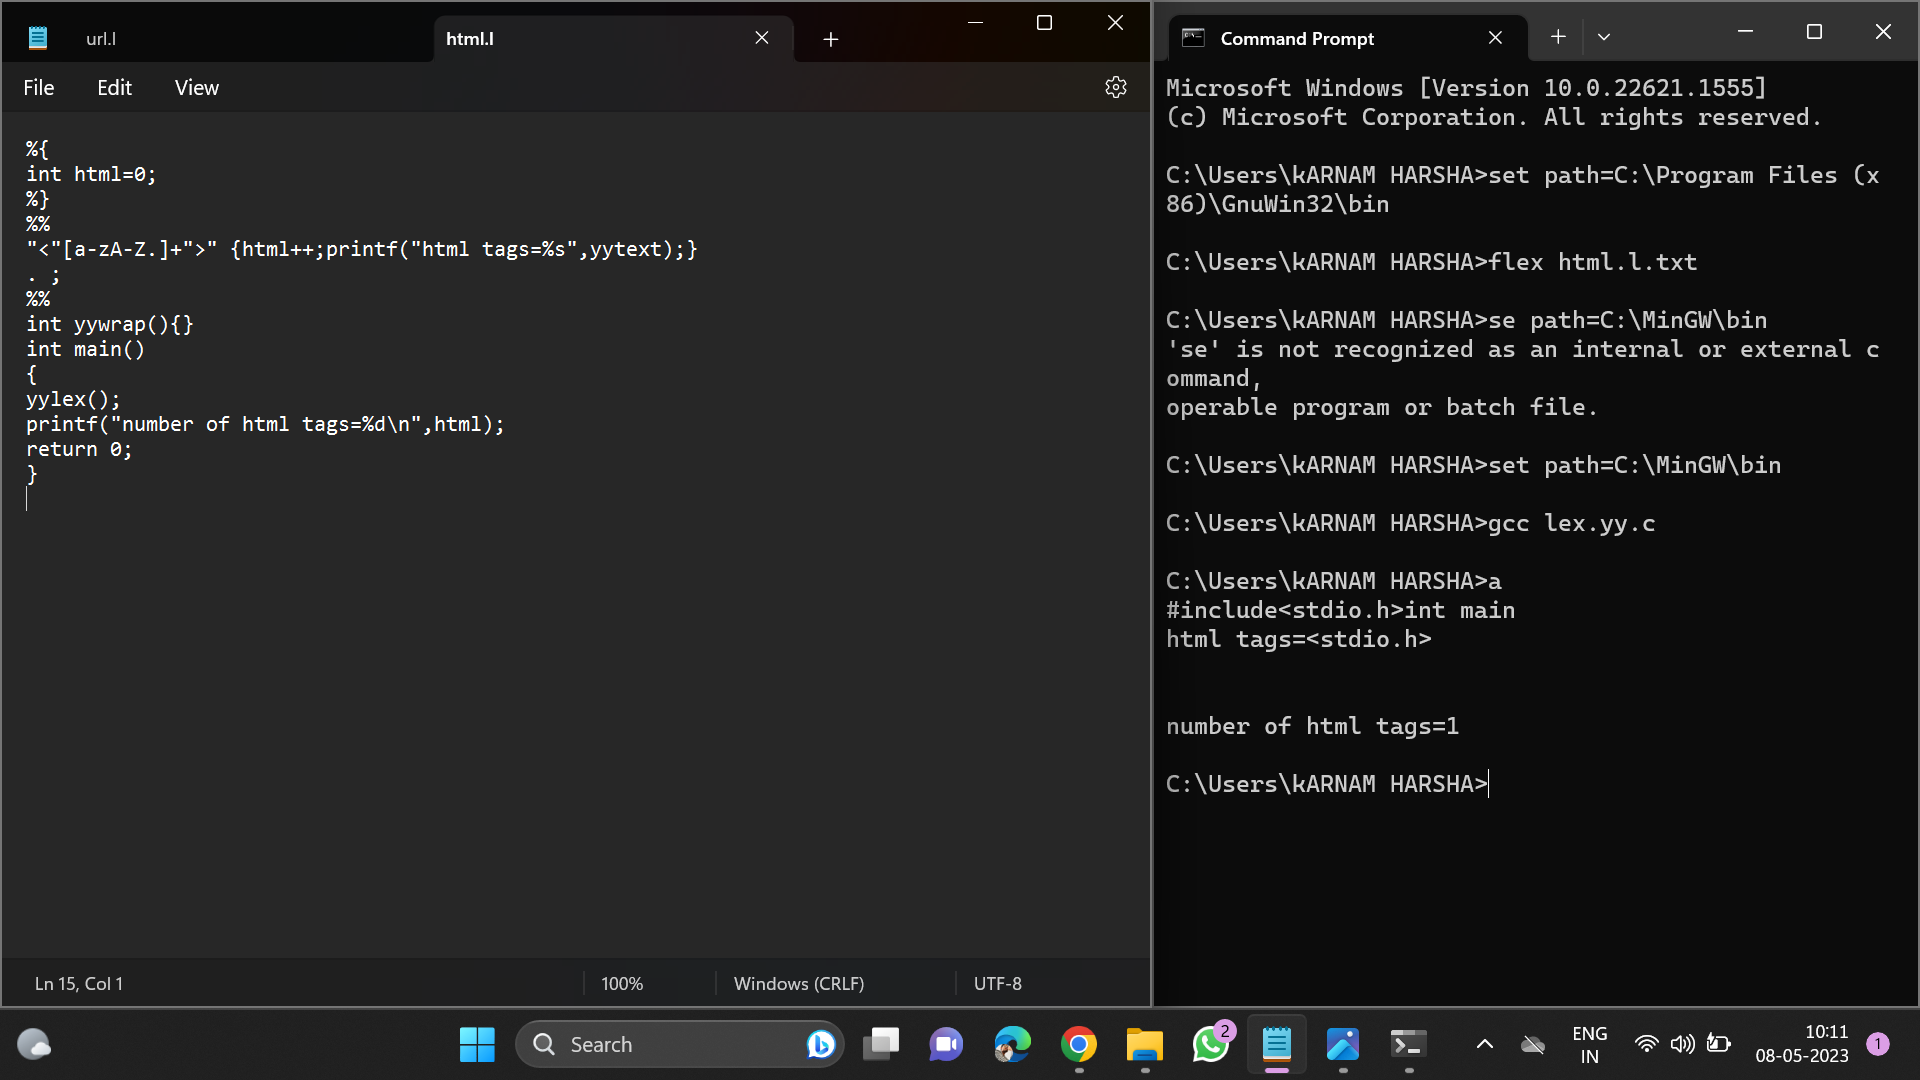 url.l
html.l
File Edit View
%{
int html=0;
%}
%%
"<"[a-zA-Z.]+">" {html++;printf("html tags=%s",yytext);}
. ;
%%
int yywrap(){}
int main()
{
yylex();
printf("number of html tags=%d\n",html);
return 0;
}
Ln 15, Col 1
100%
Windows (CRLF)
UTF-8
Command Prompt
Microsoft Windows [Version 10.0.22621.1555]
(c) Microsoft Corporation. All rights reserved.
C:\Users\kARNAM HARSHA>set path=C:\Program Files (x
86)\GnuWin32\bin
C:\Users\kARNAM HARSHA>flex html.l.txt
C:\Users\kARNAM HARSHA>se path=C:\MinGW\bin
'se' is not recognized as an internal or external c
ommand,
operable program or batch file.
C:\Users\kARNAM HARSHA>set path=C:\MinGW\bin
C:\Users\kARNAM HARSHA>gcc lex.yy.c
C:\Users\kARNAM HARSHA>a
#include<stdio.h>int main
html tags=<stdio.h>
number of html tags=1
C:\Users\kARNAM HARSHA>
Search
2
ENG
IN
10:11
08-05-2023
1